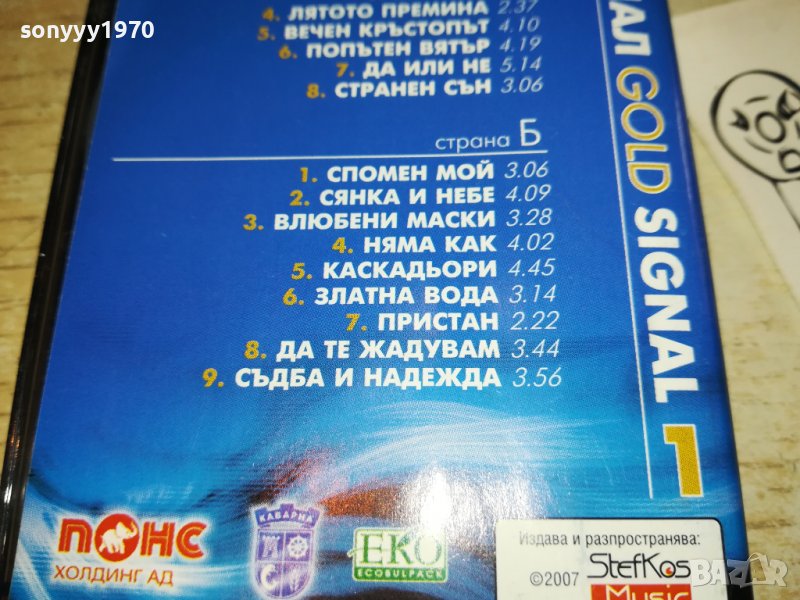 sonyyy1970
4. ЛЯТОТО ПРЕМИНА 2.37
5. ВЕЧЕН КРЪСТОПЪТ 4.10
6. ПОПЪТЕН ВЯТЪР 4.19
7. ДА ИЛИ НЕ 5.14
8. СТРАНЕН СЪН 3.06
страна Б
1. СПОМЕН МОЙ 3.06
2. СЯНКА И НЕБЕ 4.09
3. ВЛЮБЕНИ МАСКИ 3.28
4. НЯМА КАК 4.02
5. КАСКАДЬОРИ 4.45
6. ЗЛАТНА ВОДА 3.14
7. ПРИСТАН 2.22
8. ДА ТЕ ЖАДУВАМ 3.44
9. СЪДБА И НАДЕЖДА 3.56
НАЛ GOLD SIGNAL 1
ПОНС
ХОЛДИНГ АД
КАВАРНА
EKO
ECOBULPACK
Издава и разпространява:
©2007 StefKos
Music
BAZAR